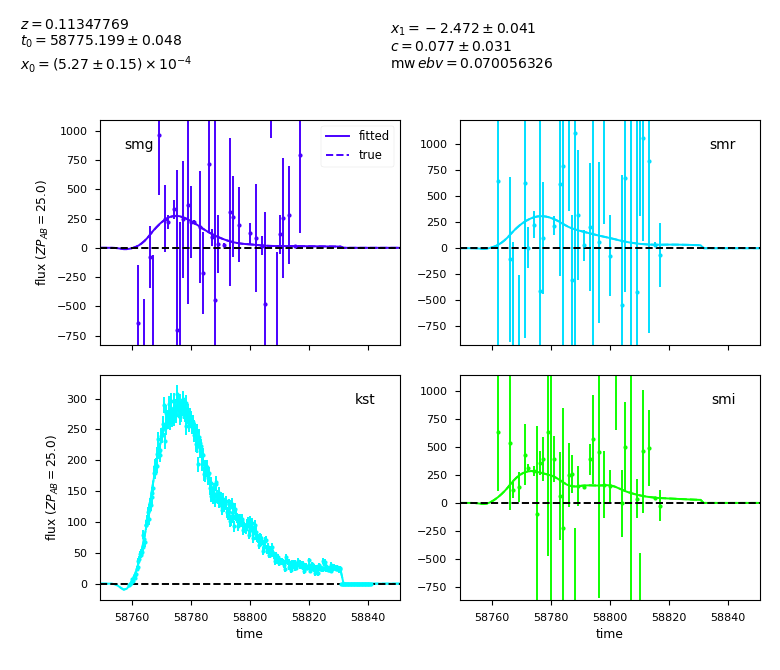 z = 0.11347769
t0 = 58775.199 ± 0.048
x0 = (5.27 ± 0.15) × 10^−4
x1 = −2.472 ± 0.041
c = 0.077 ± 0.031
mwebv = 0.070056326
smg
fitted
true
1000
750
500
250
0
−250
−500
−750
flux (ZP_AB = 25.0)
smr
1000
750
500
250
0
−250
−500
−750
kst
300
250
200
150
100
50
0
flux (ZP_AB = 25.0)
58760 58780 58800 58820 58840
time
smi
1000
750
500
250
0
−250
−500
−750
58760 58780 58800 58820 58840
time